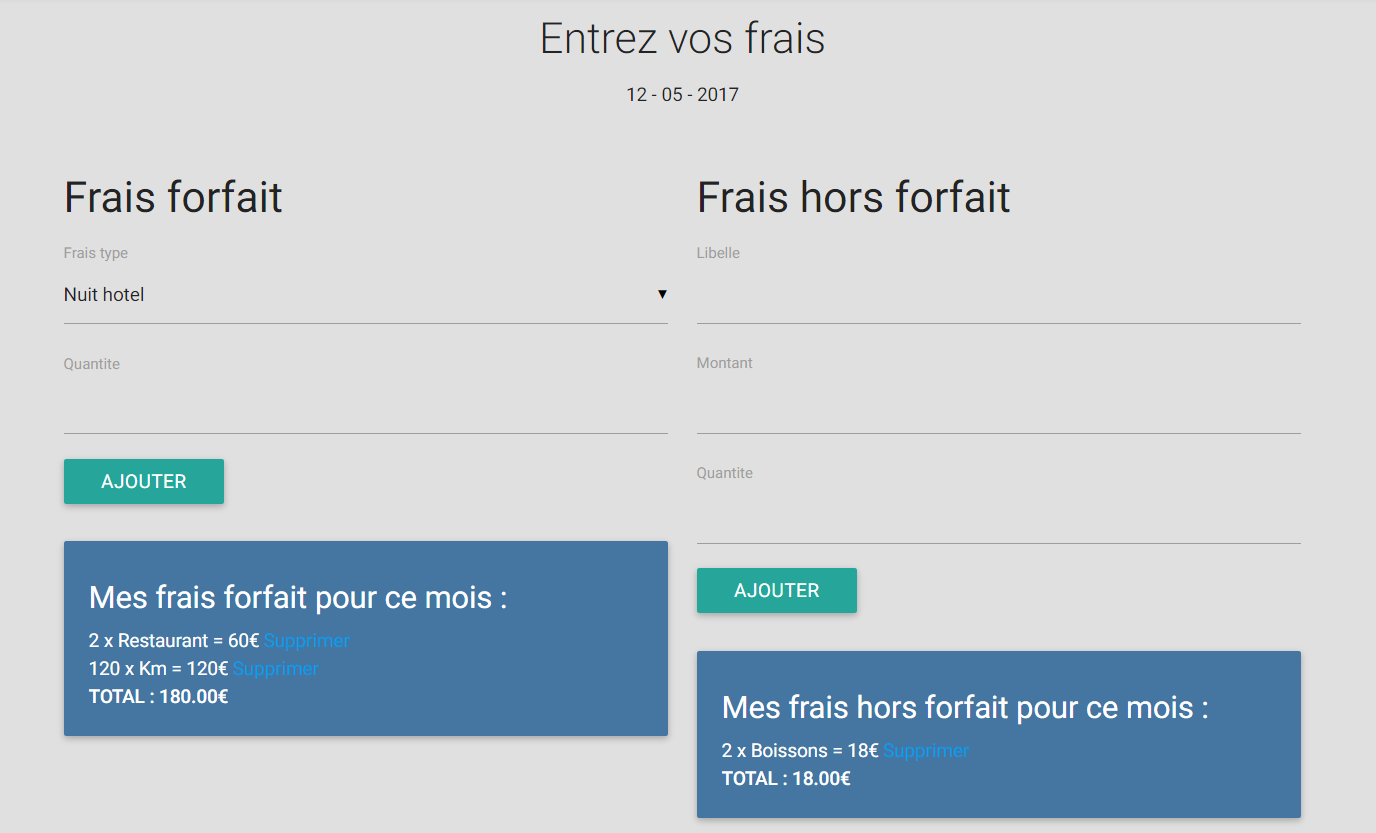 Entrez vos frais
12 - 05 - 2017
Frais forfait
Frais type
Nuit hotel
Quantite
AJOUTER
Mes frais forfait pour ce mois :
2 x Restaurant = 60€ Supprimer
120 x Km = 120€ Supprimer
TOTAL : 180.00€
Frais hors forfait
Libelle
Montant
Quantite
AJOUTER
Mes frais hors forfait pour ce mois :
2 x Boissons = 18€ Supprimer
TOTAL : 18.00€